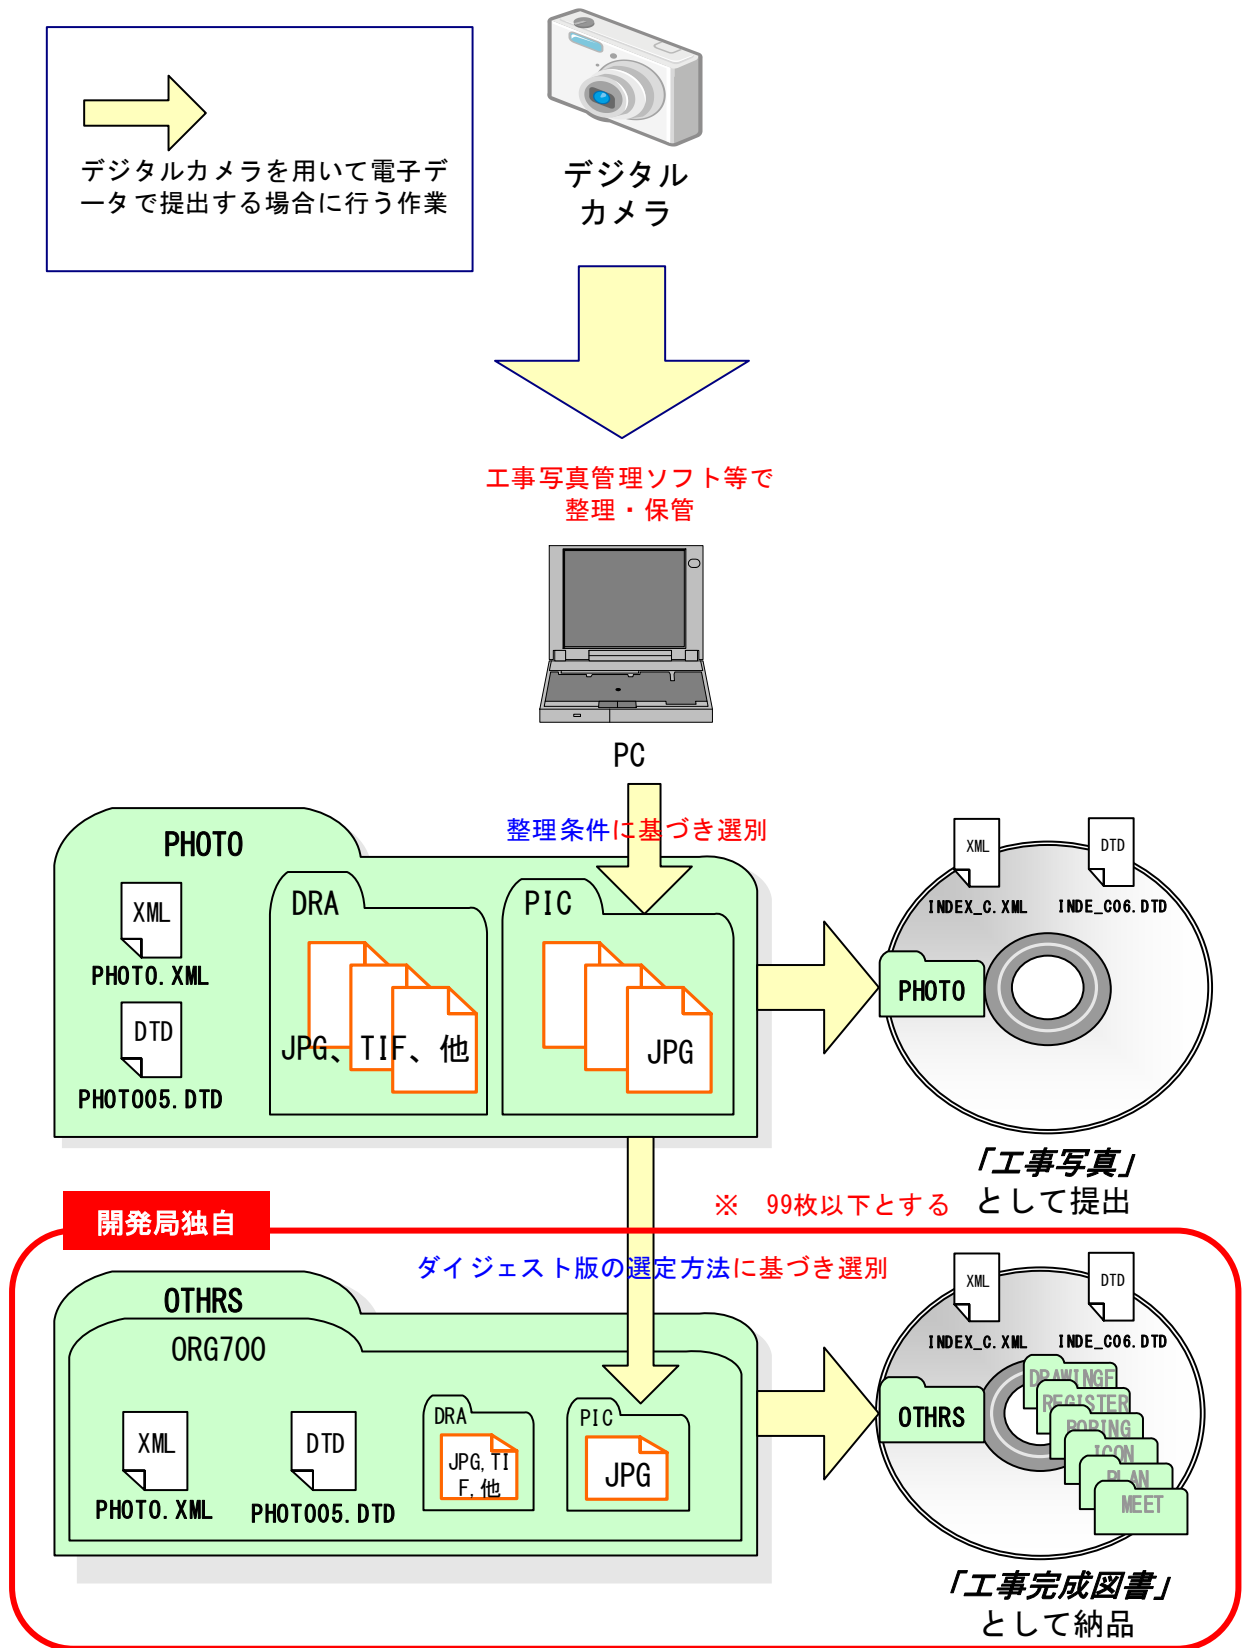 デジタルカメラを用いて電子デ
ータで提出する場合に行う作業
デジタル
カメラ
工事写真管理ソフト等で
整理・保管
PC
整理条件に基づき選別
PHOTO
XML
PHOTO.XML
DTD
PHOTO05.DTD
DRA
JPG、TIF、他
PIC
JPG
XML
INDEX_C.XML
DTD
INDE_C06.DTD
PHOTO
「工事写真」
として提出
※　99枚以下とする
開発局独自
ダイジェスト版の選定方法に基づき選別
OTHRS
ORG700
XML
PHOTO.XML
DTD
PHOTO05.DTD
DRA
JPG,TI
F,他
PIC
JPG
XML
INDEX_C.XML
DTD
INDE_C06.DTD
OTHRS
DRAWINGF
REGISTER
BORING
ICON
PLAN
MEET
「工事完成図書」
として納品